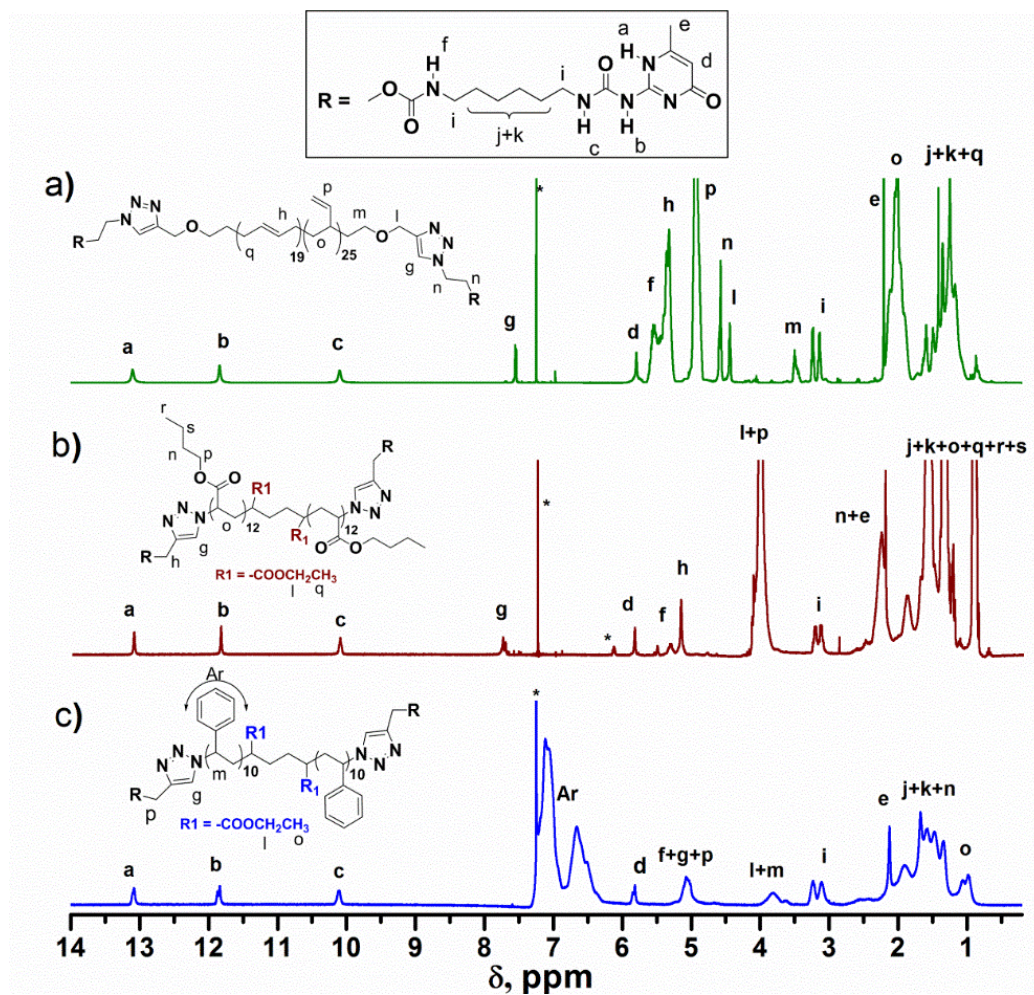 a
e
f
H
H
O
N
O
HN
d
R =
O
N
i
N
N
N
O
O
i
j+k
H
H
c
b
a)
p
N=N
N
h
m
l
*
e
o
j+k+q
p
h
n
f
l
R
O
q
19
o
25
O
N
N
g
N
n
n
R
g
d
m
i
a
b
c
b)
r
s
n
p
O
O
R
R1
N=N
N
o
12
R1
12
N
N
N
g
O
O
R
h
R1 = -COOCH2CH3
l
q
l+p
j+k+o+q+r+s
*
n+e
h
a
b
c
g
*
d
f
i
c)
Ar
R
R1
N=N
N
m
10
R1
10
N
N
N
g
R
p
R1 = -COOCH2CH3
l
o
*
Ar
e
j+k+n
f+g+p
d
l+m
i
o
a
b
c
14 13 12 11 10 9 8 7 6 5 4 3 2 1
δ, ppm